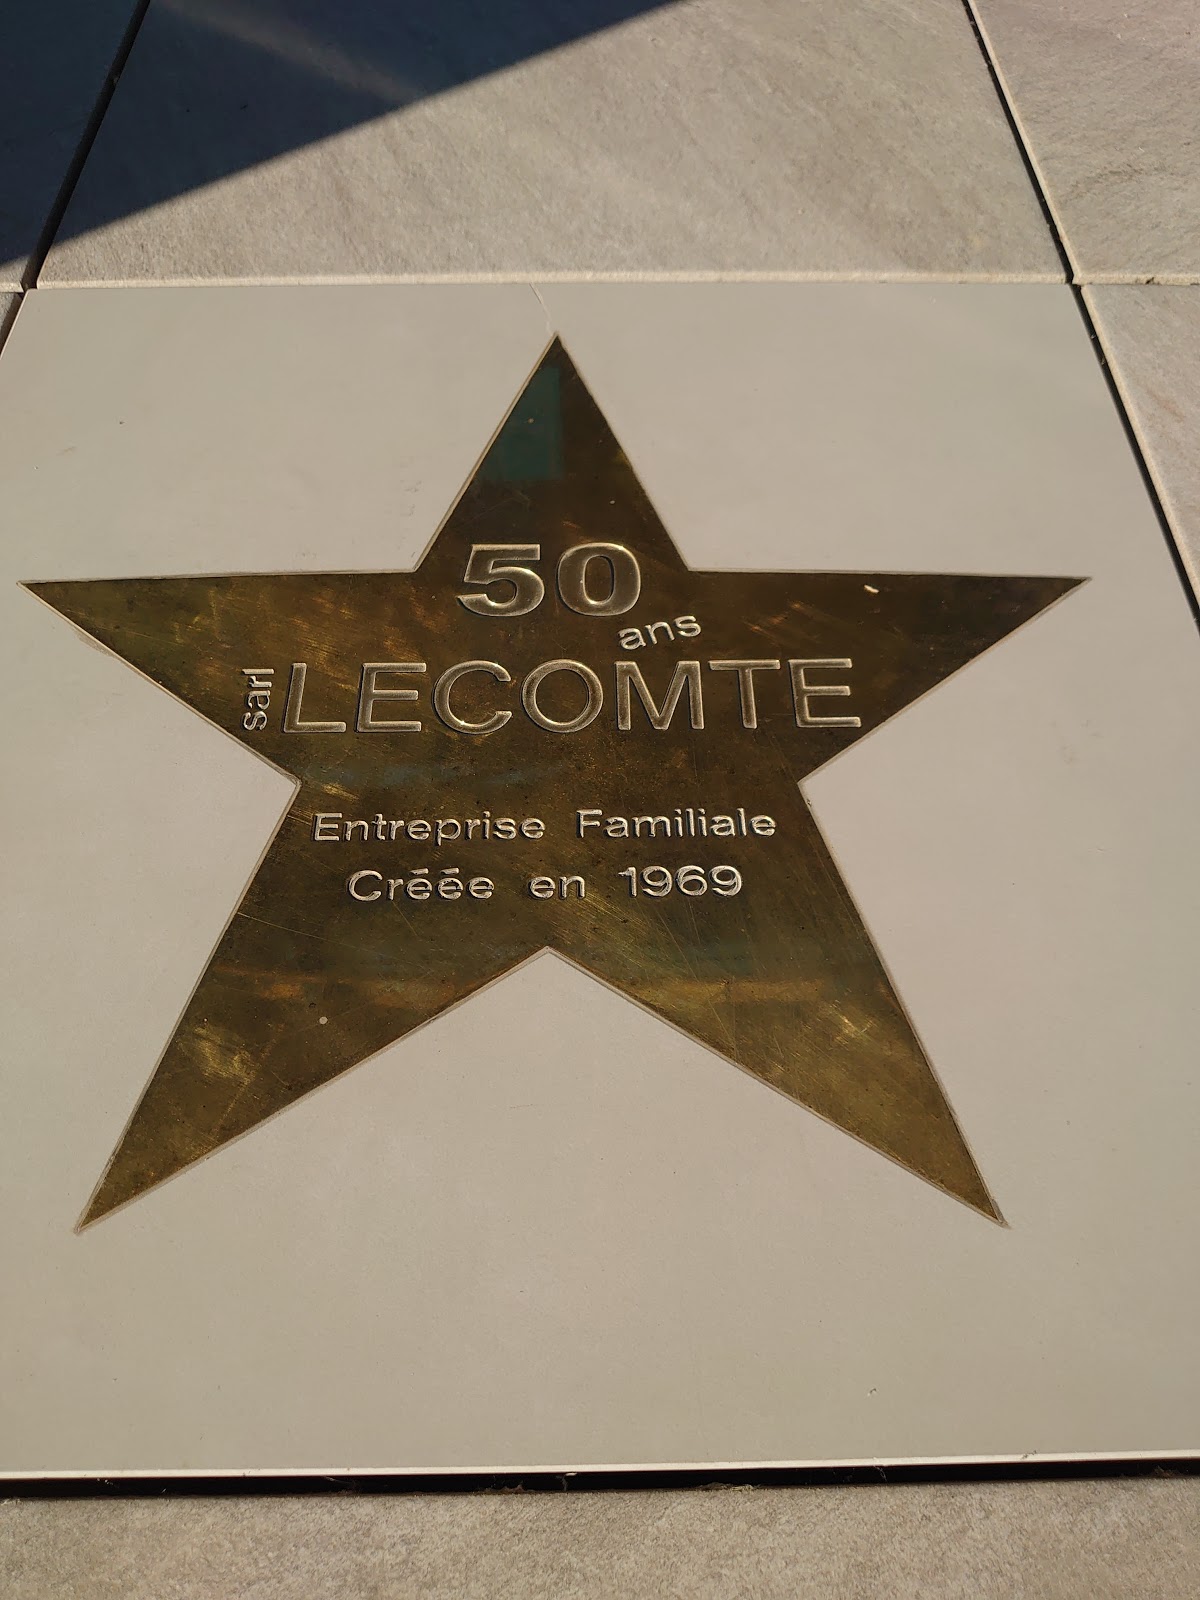 50
ans
sarl LECOMTE
Entreprise Familiale
Créée en 1969